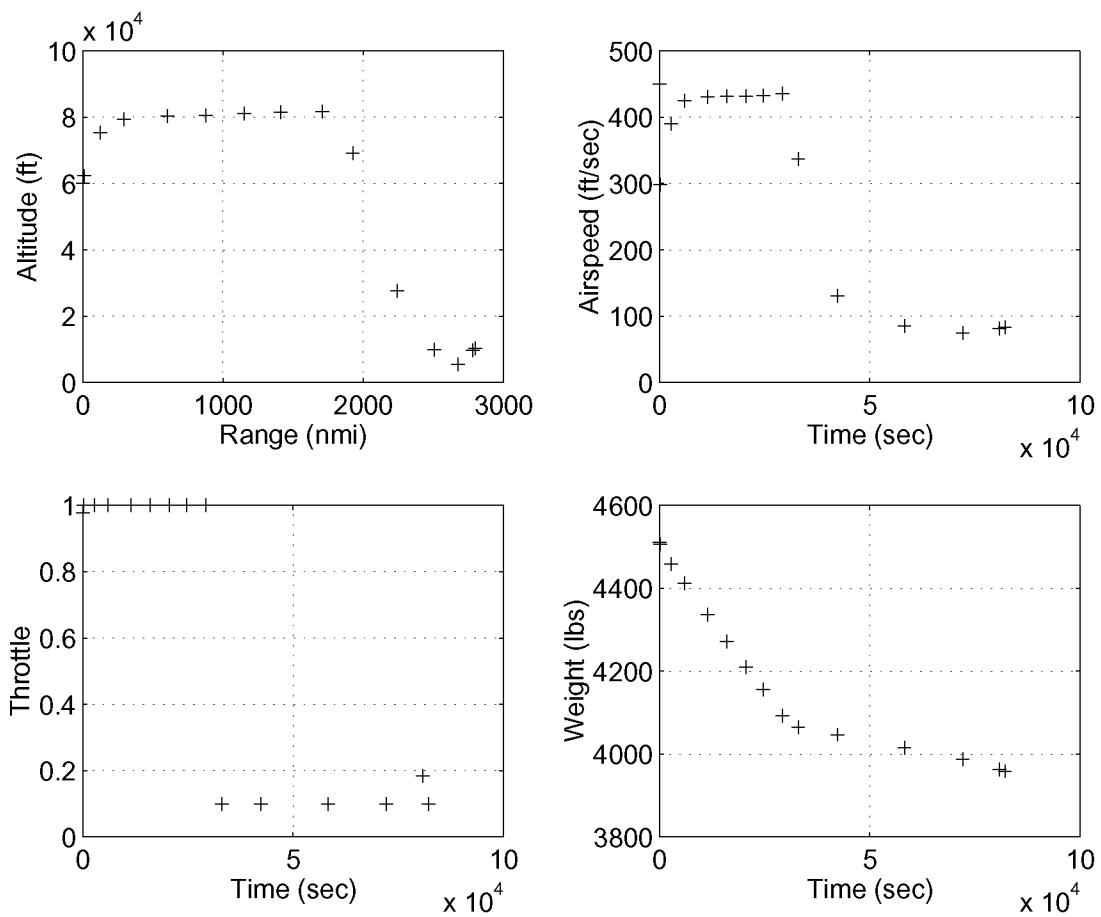 x 10^4
10
8
6
4
2
0
0 1000 2000 3000
Altitude (ft)
Range (nmi)
500
400
300
200
100
0
0 5 10
Airspeed (ft/sec)
Time (sec)
x 10^4
1
0.8
0.6
0.4
0.2
0
0 5 10
Throttle
Time (sec)
x 10^4
4600
4400
4200
4000
3800
0 5 10
Weight (lbs)
Time (sec)
x 10^4